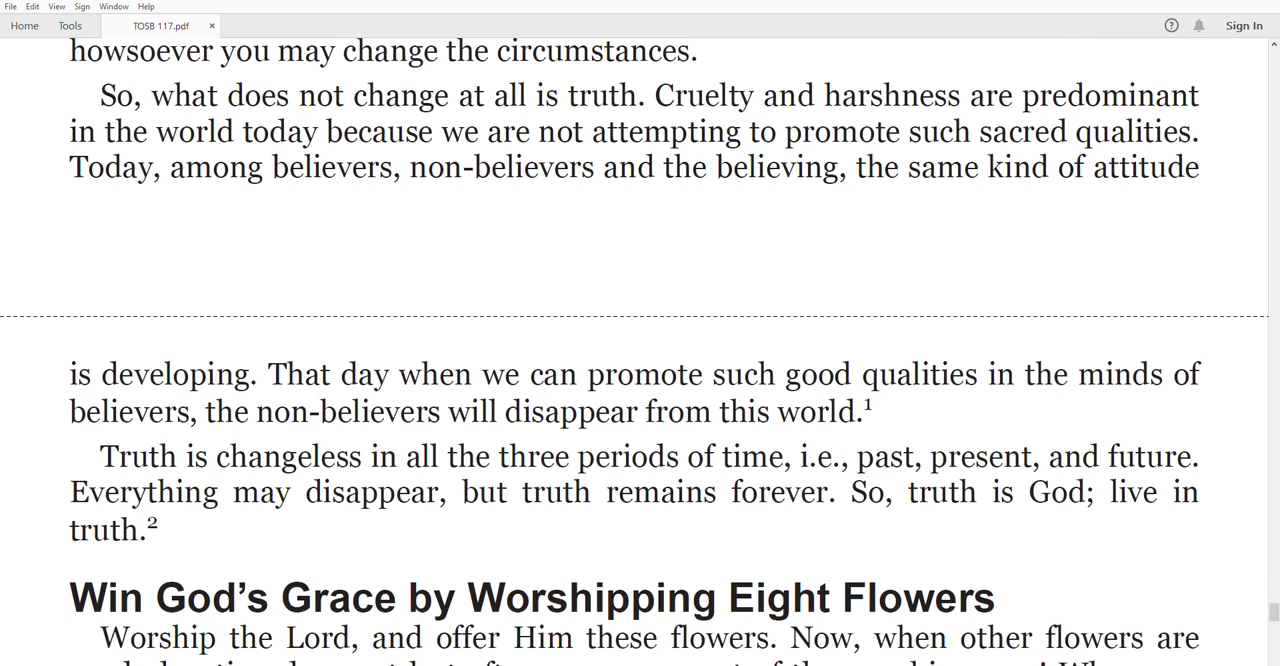 File Edit View Sign Window Help
Home Tools TOSB 117.pdf × Sign In
howsoever you may change the circumstances.
So, what does not change at all is truth. Cruelty and harshness are predominant
in the world today because we are not attempting to promote such sacred qualities.
Today, among believers, non-believers and the believing, the same kind of attitude
is developing. That day when we can promote such good qualities in the minds of
believers, the non-believers will disappear from this world.¹
Truth is changeless in all the three periods of time, i.e., past, present, and future.
Everything may disappear, but truth remains forever. So, truth is God; live in
truth.²
Win God’s Grace by Worshipping Eight Flowers
Worship the Lord, and offer Him these flowers. Now, when other flowers are